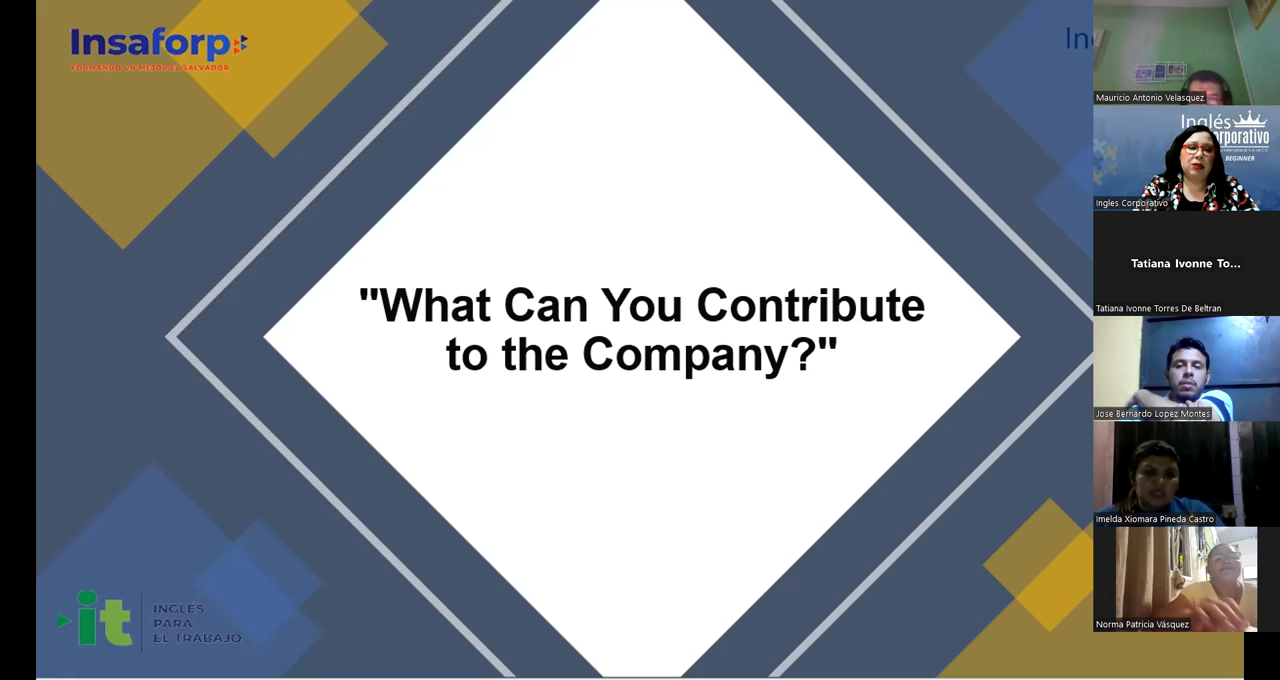 Insaforp
FORMANDO UN MEJOR EL SALVADOR
"What Can You Contribute
to the Company?"
it
INGLES
PARA
EL TRABAJO
Mauricio Antonio Velasquez
Inglés
BEGINNER
Ingles Corporativo
Tatiana Ivonne To...
Tatiana Ivonne Torres De Beltran
Jose Bernardo Lopez Montes
Imelda Xiomara Pineda Castro
Norma Patricia Vásquez